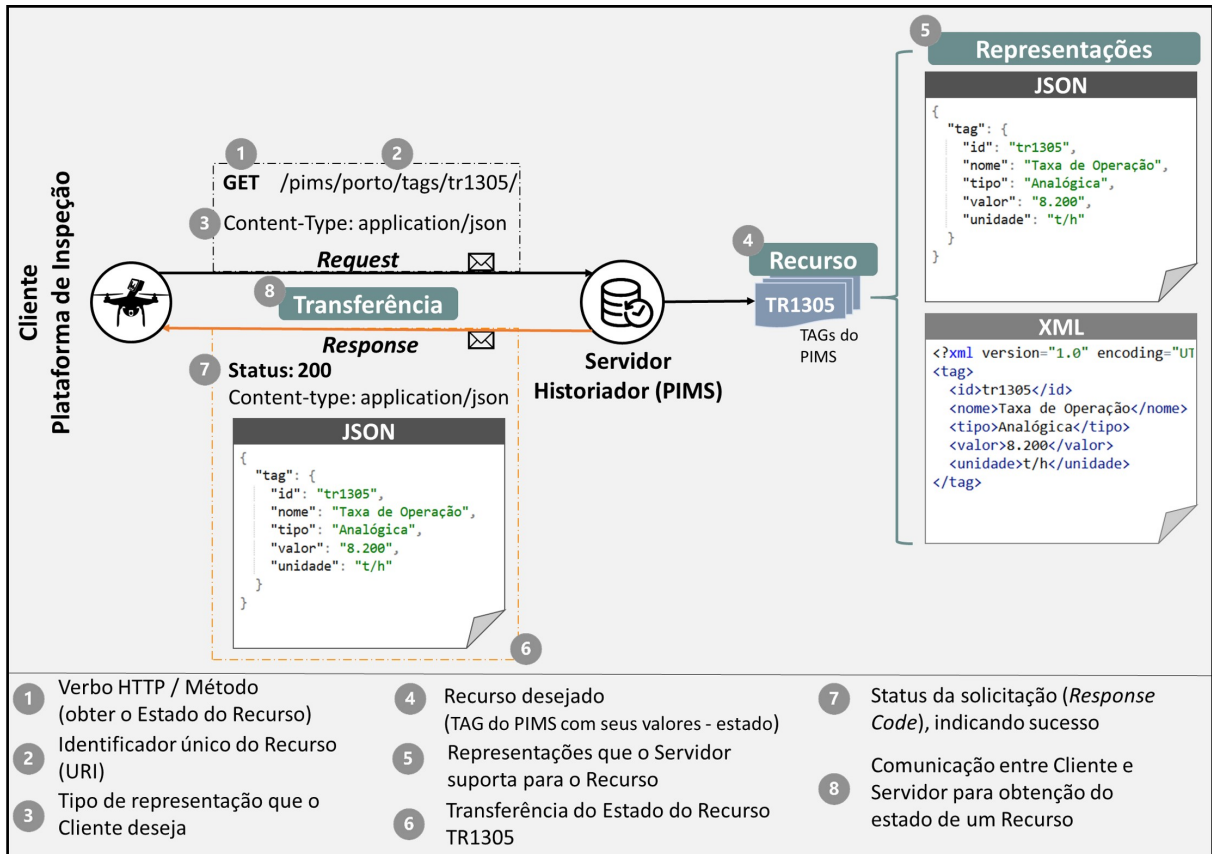 Cliente
Plataforma de Inspeção
1
2
GET /pims/porto/tags/tr1305/
3
Content-Type: application/json
Request
8
Transferência
Response
7
Status: 200
Content-type: application/json
JSON
{
"tag": {
"id": "tr1305",
"nome": "Taxa de Operação",
"tipo": "Analógica",
"valor": "8.200",
"unidade": "t/h"
}
}
6
Servidor
Historiador (PIMS)
4
Recurso
TR1305
TAGs do
PIMS
5
Representações
JSON
{
"tag": {
"id": "tr1305",
"nome": "Taxa de Operação",
"tipo": "Analógica",
"valor": "8.200",
"unidade": "t/h"
}
}
XML
<?xml version="1.0" encoding="UT
<tag>
<id>tr1305</id>
<nome>Taxa de Operação</nome>
<tipo>Analógica</tipo>
<valor>8.200</valor>
<unidade>t/h</unidade>
</tag>
1
Verbo HTTP / Método
(obter o Estado do Recurso)
2
Identificador único do Recurso
(URI)
3
Tipo de representação que o
Cliente deseja
4
Recurso desejado
(TAG do PIMS com seus valores - estado)
5
Representações que o Servidor
suporta para o Recurso
6
Transferência do Estado do Recurso
TR1305
7
Status da solicitação (Response
Code), indicando sucesso
8
Comunicação entre Cliente e
Servidor para obtenção do
estado de um Recurso